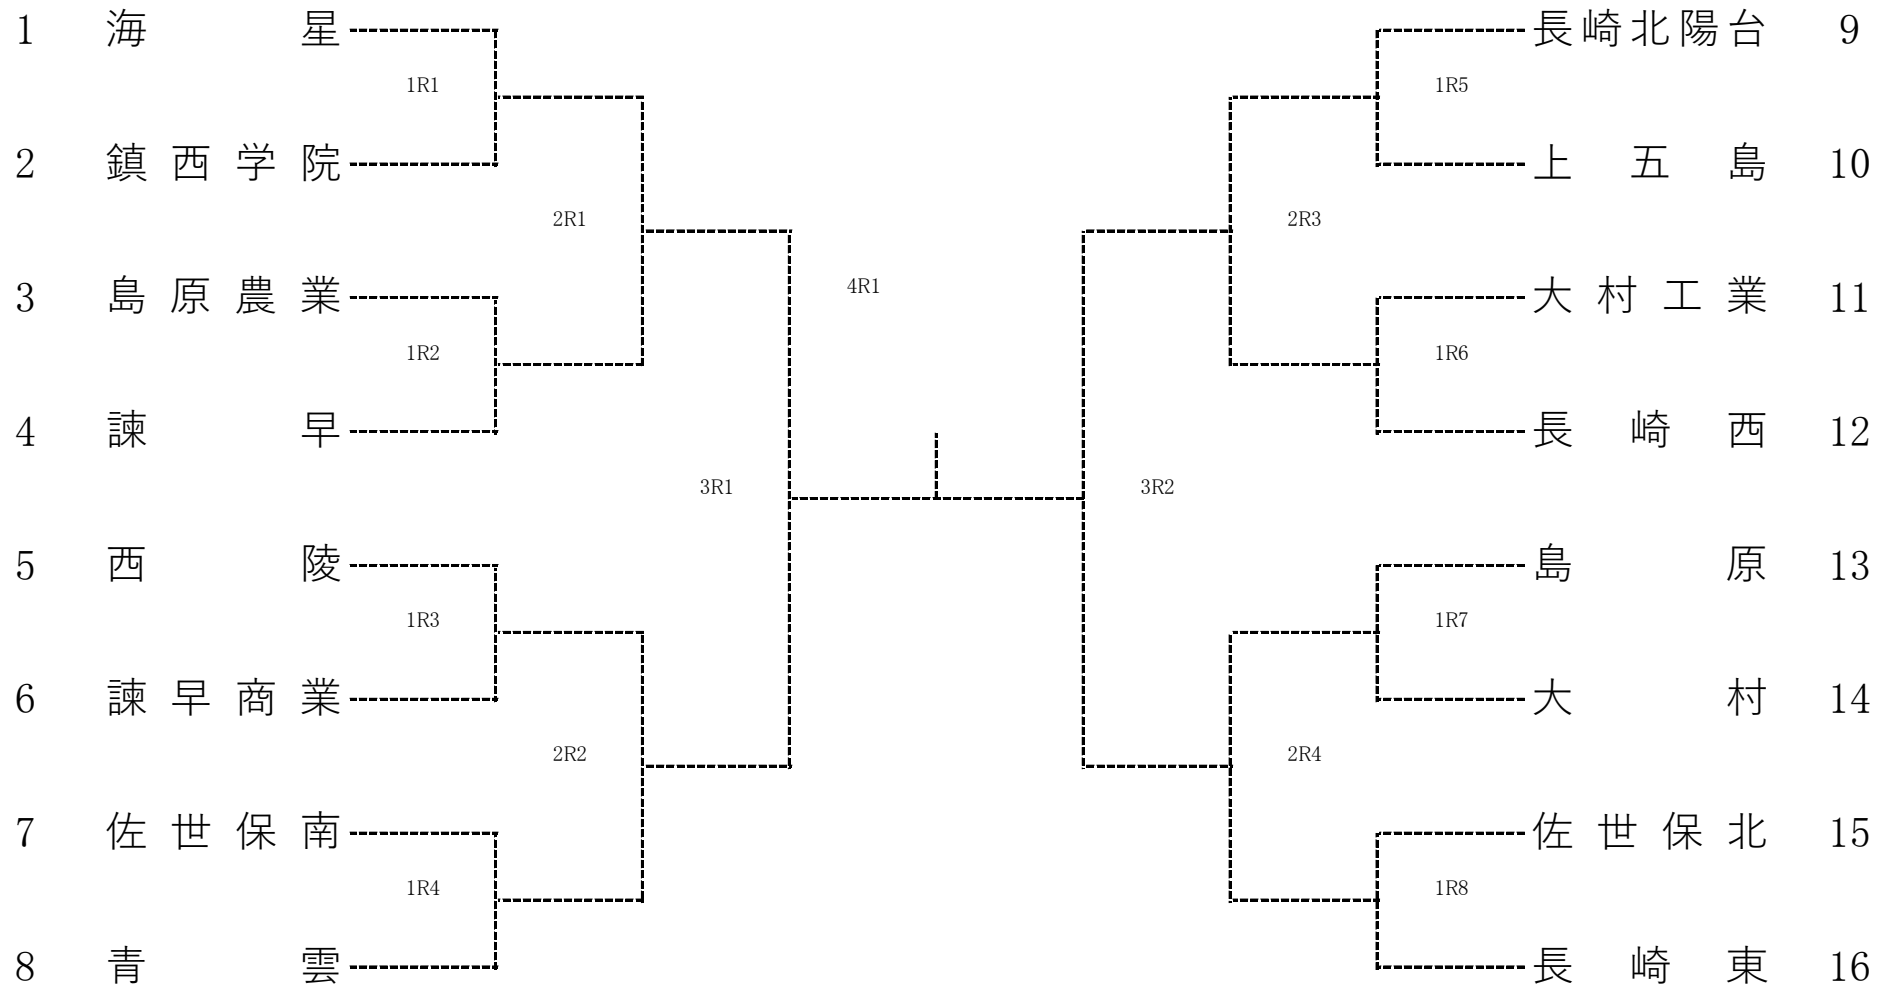 1 海星
長崎北陽台 9
1R1
1R5
2 鎮西学院
上五島 10
2R1
2R3
3 島原農業
4R1
大村工業 11
1R2
1R6
4 諫早
長崎西 12
3R1
3R2
5 西陵
島原 13
1R3
1R7
6 諫早商業
大村 14
2R2
2R4
7 佐世保南
佐世保北 15
1R4
1R8
8 青雲
長崎東 16